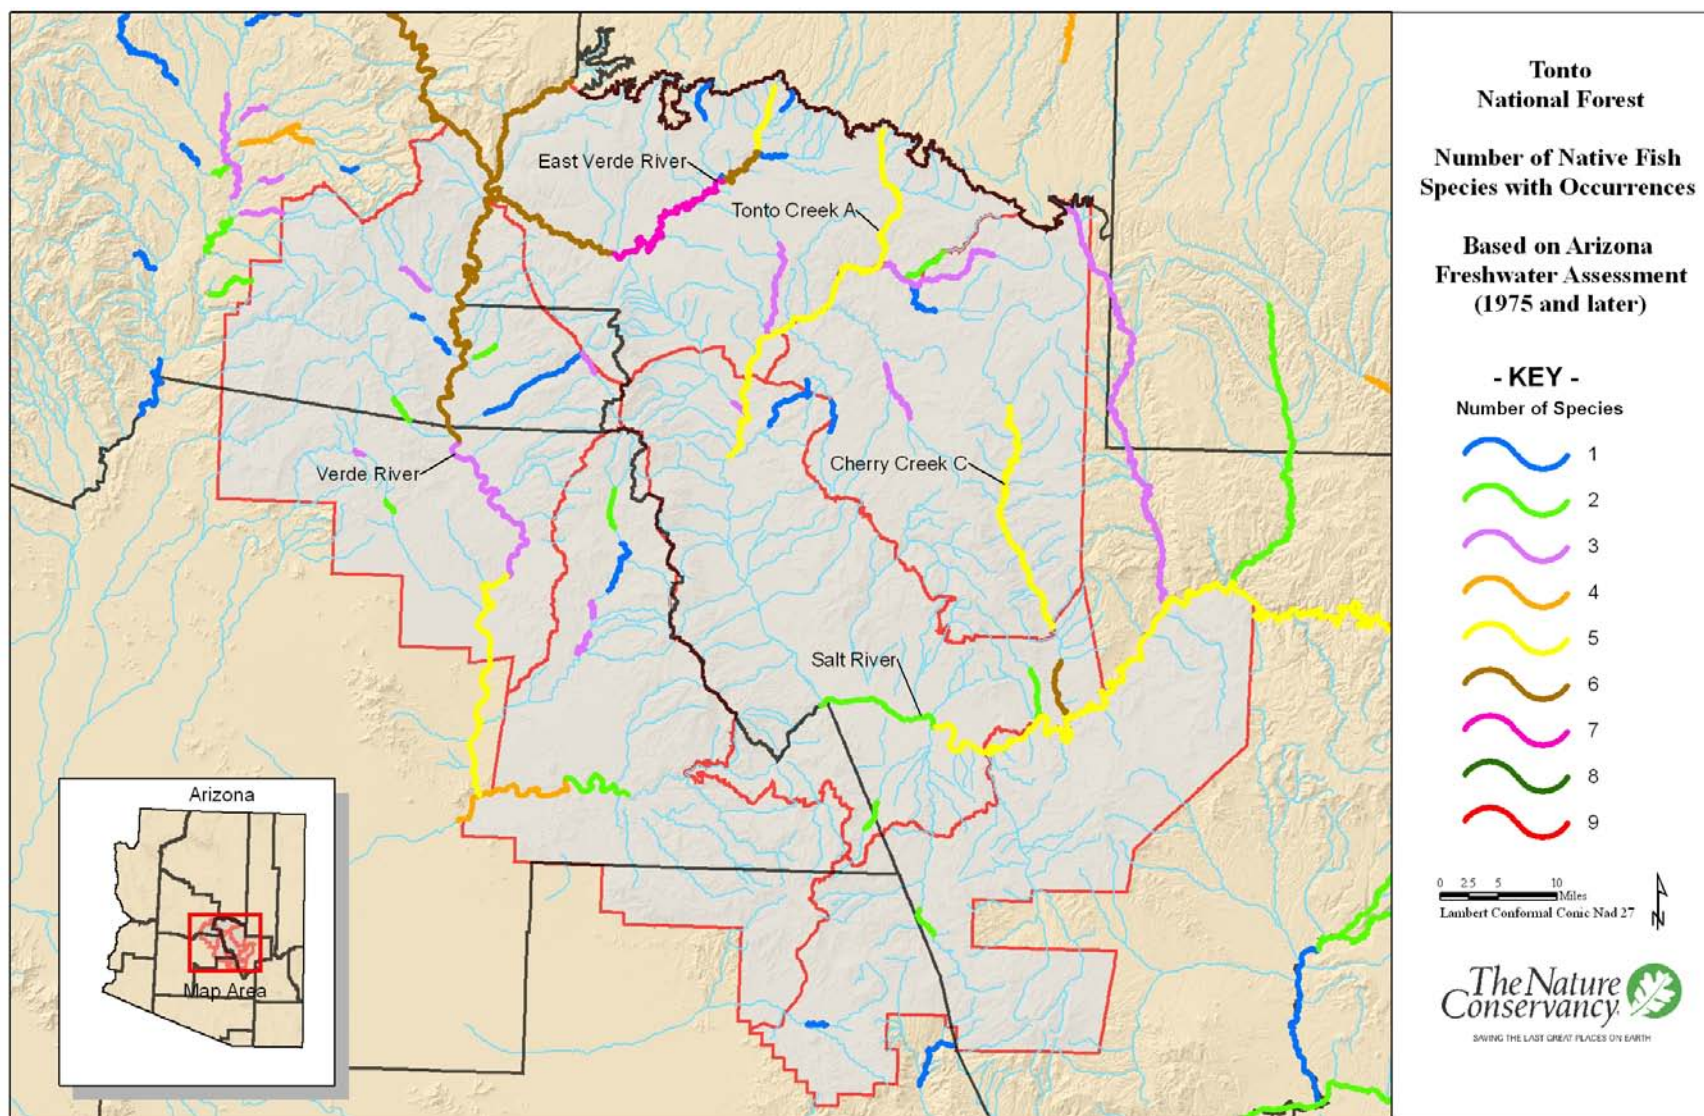 Tonto
National Forest
Number of Native Fish
Species with Occurrences
Based on Arizona
Freshwater Assessment
(1975 and later)
- KEY -
Number of Species
1
2
3
4
5
6
7
8
9
0 2.5 5 10
Miles
Lambert Conformal Conic Nad 27
N
The Nature
Conservancy
SAVING THE LAST GREAT PLACES ON EARTH
East Verde River
Tonto Creek A
Verde River
Cherry Creek C
Salt River
Arizona
Map Area